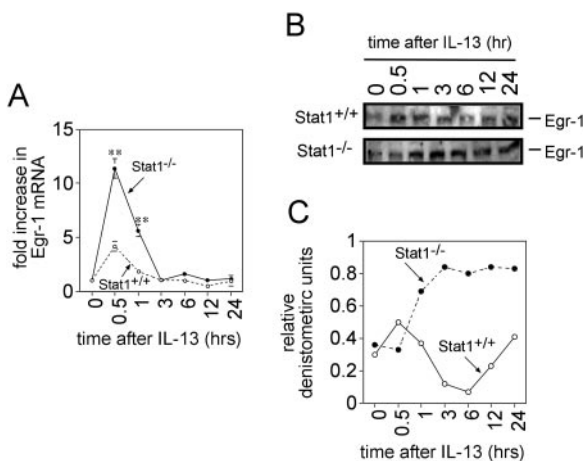 A
fold increase in
Egr-1 mRNA
15
10
5
0
**
**
Stat1-/-
Stat1+/+
0
0.5
1
3
6
12
24
time after IL-13 (hrs)
B
time after IL-13 (hr)
0
0.5
1
3
6
12
24
Stat1+/+
Egr-1
Stat1-/-
Egr-1
C
relative
denistometirc units
1
0.8
0.6
0.4
0.2
0
Stat1-/-
Stat1+/+
0
0.5
1
3
6
12
24
time after IL-13 (hrs)